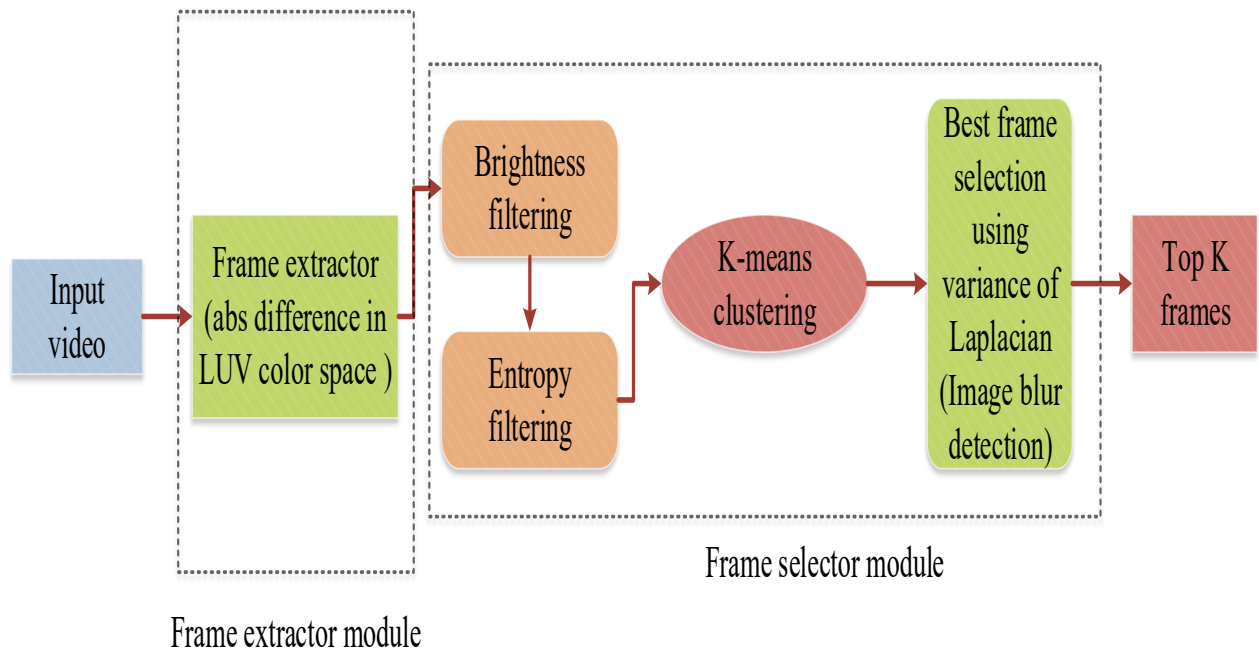 Input
video
Frame extractor
(abs difference in
LUV color space )
Brightness
filtering
Entropy
filtering
K-means
clustering
Best frame
selection
using
variance of
Laplacian
(Image blur
detection)
Top K
frames
Frame selector module
Frame extractor module